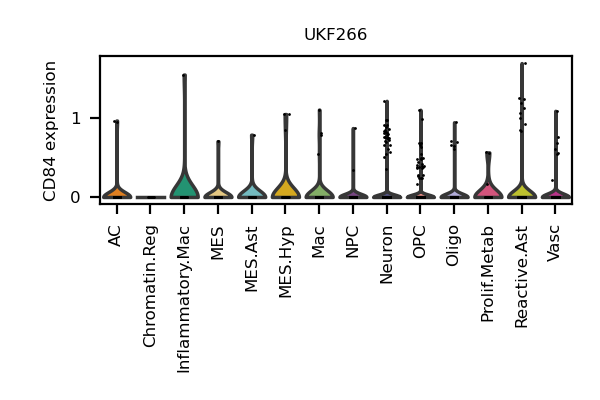 UKF266
CD84 expression
1
0
AC
Chromatin.Reg
Inflammatory.Mac
MES
MES.Ast
MES.Hyp
Mac
NPC
Neuron
OPC
Oligo
Prolif.Metab
Reactive.Ast
Vasc